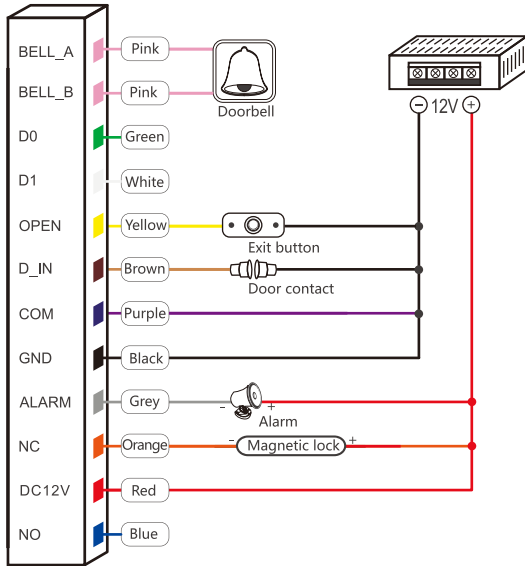 BELL_A Pink
BELL_B Pink
Doorbell
− 12V +
D0 Green
D1 White
OPEN Yellow
Exit button
D_IN Brown
Door contact
COM Purple
GND Black
ALARM Grey - +
Alarm
NC Orange - Magnetic lock +
DC12V Red
NO Blue